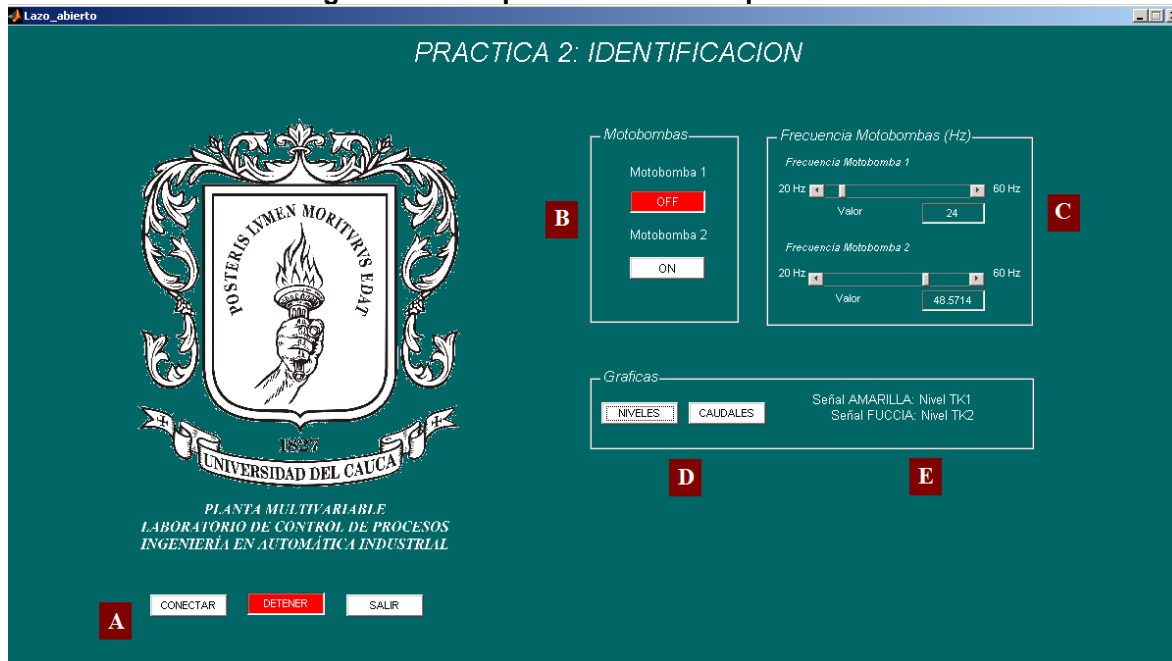 Lazo_abierto
PRACTICA 2: IDENTIFICACION
POSTERIS LVMEN MORITVRVS EDAT
1827
UNIVERSIDAD DEL CAUCA
PLANTA MULTIVARIABLE
LABORATORIO DE CONTROL DE PROCESOS
INGENIERÍA EN AUTOMÁTICA INDUSTRIAL
A
CONECTAR DETENER SALIR
B
Motobombas
Motobomba 1
OFF
Motobomba 2
ON
Frecuencia Motobombas (Hz)
Frecuencia Motobomba 1
20 Hz 60 Hz
Valor 24
Frecuencia Motobomba 2
20 Hz 60 Hz
Valor 48.5714
C
Graficas
NIVELES CAUDALES
Señal AMARILLA: Nivel TK1
Señal FUCCIA: Nivel TK2
D
E